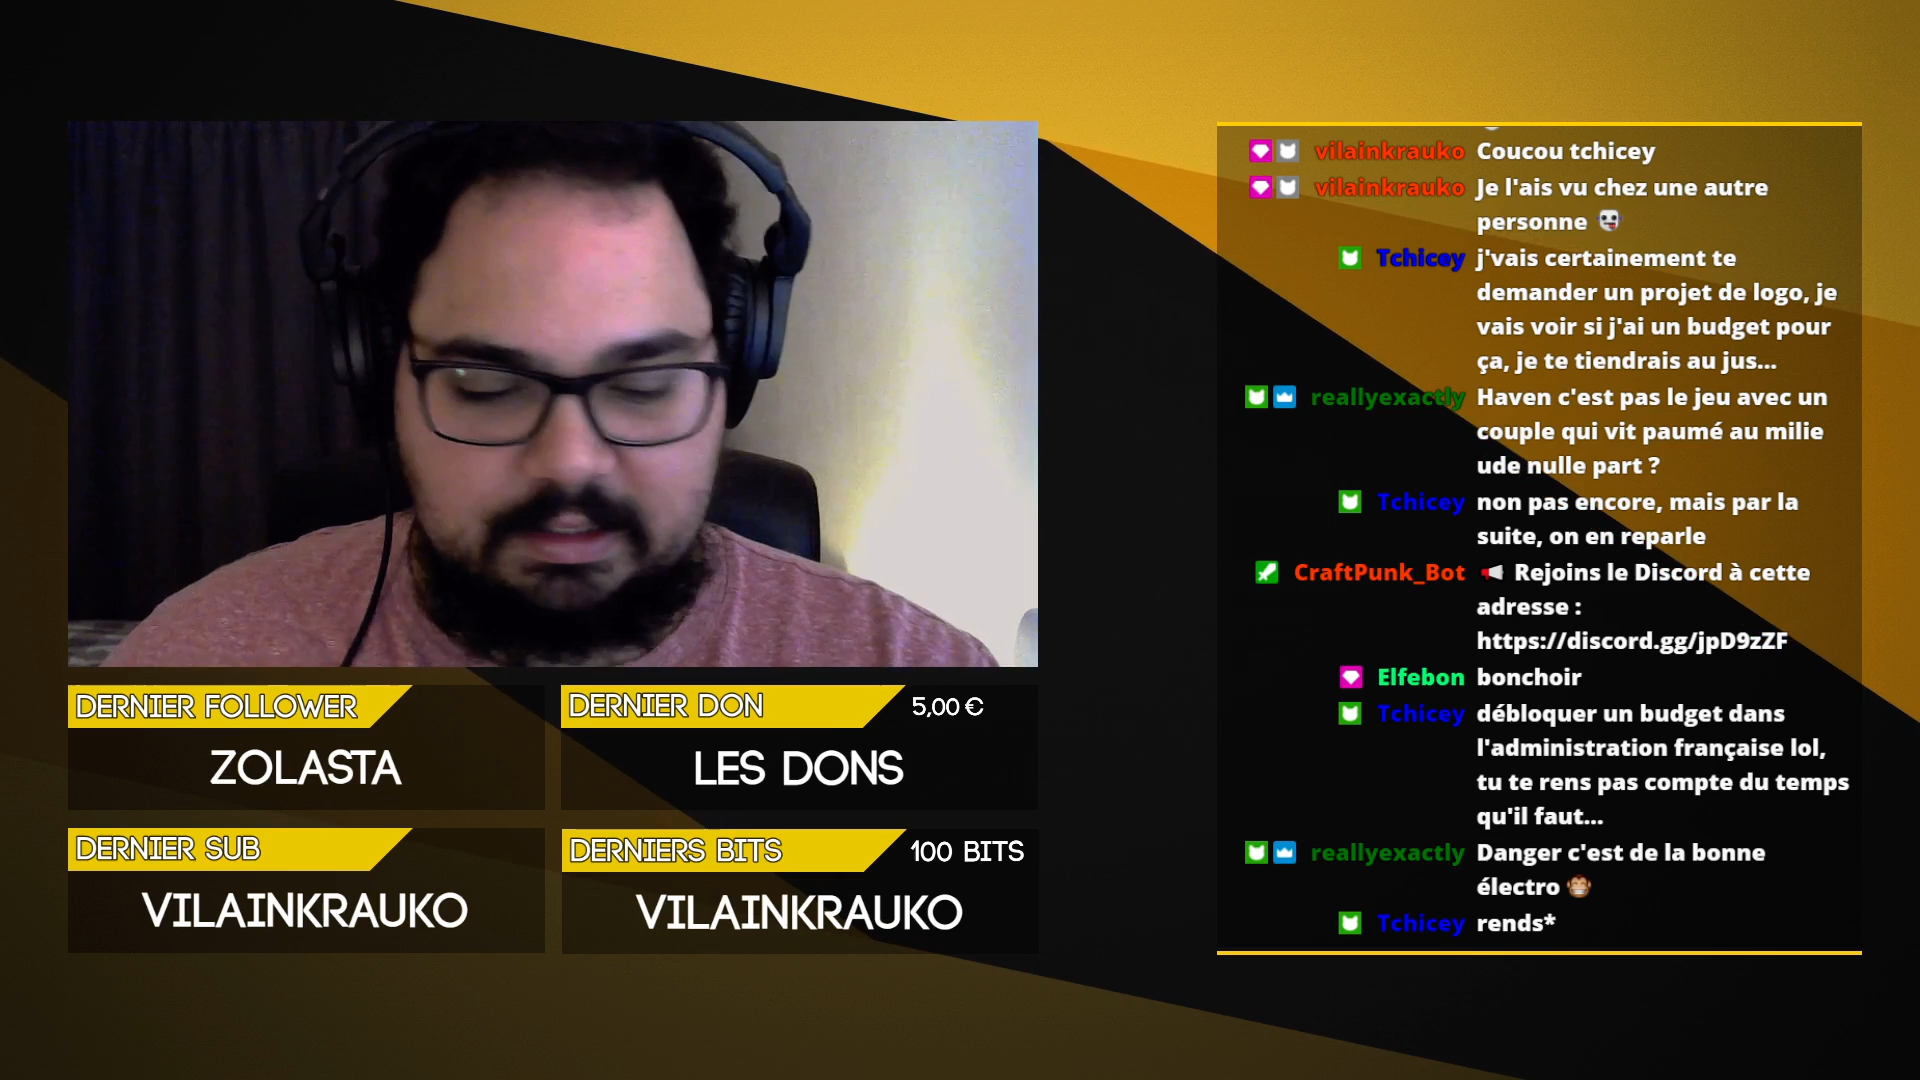 DERNIER FOLLOWER
ZOLASTA
DERNIER DON 5,00 €
LES DONS
DERNIER SUB
VILAINKRAUKO
DERNIERS BITS 100 BITS
VILAINKRAUKO
vilainkrauko Coucou tchicey
vilainkrauko Je l'ais vu chez une autre
personne
Tchicey j'vais certainement te
demander un projet de logo, je
vais voir si j'ai un budget pour
ça, je te tiendrais au jus...
reallyexactly Haven c'est pas le jeu avec un
couple qui vit paumé au milie
ude nulle part ?
Tchicey non pas encore, mais par la
suite, on en reparle
CraftPunk_Bot Rejoins le Discord à cette
adresse :
https://discord.gg/jpD9zZF
Elfebon bonchoir
Tchicey débloquer un budget dans
l'administration française lol,
tu te rens pas compte du temps
qu'il faut...
reallyexactly Danger c'est de la bonne
électro
Tchicey rends*